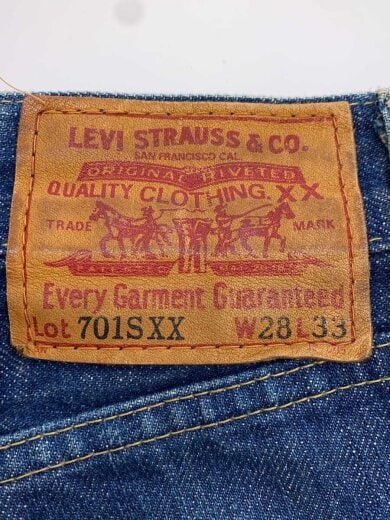 LEVI STRAUSS & CO.
SAN FRANCISCO CAL.
ORIGINAL RIVETED
QUALITY CLOTHING. XX
TRADE MARK
Every Garment Guaranteed
Lot 701SXX W28 L33